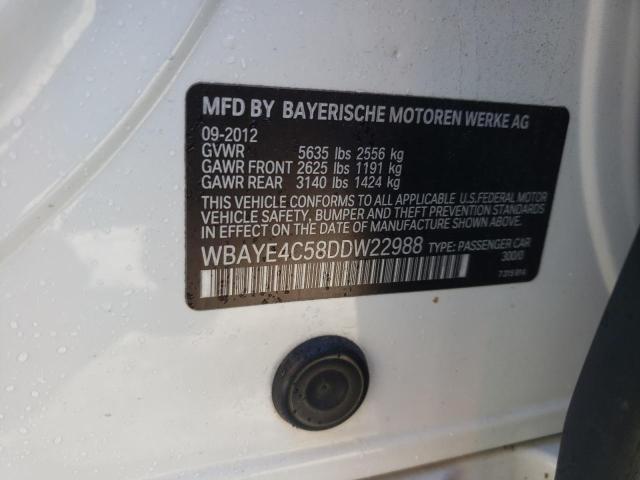 MFD BY BAYERISCHE MOTOREN WERKE AG
09-2012
GVWR 5635 lbs 2556 kg
GAWR FRONT 2625 lbs 1191 kg
GAWR REAR 3140 lbs 1424 kg
THIS VEHICLE CONFORMS TO ALL APPLICABLE U.S.FEDERAL MOTOR
VEHICLE SAFETY, BUMPER AND THEFT PREVENTION STANDARDS
IN EFFECT ON THE DATE OF MANUFACTURE SHOWN ABOVE.
WBAYE4C58DDW22988 TYPE: PASSENGER CAR
300/0